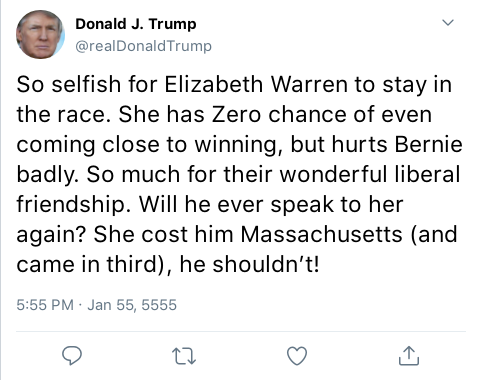 Donald J. Trump
@realDonaldTrump
So selfish for Elizabeth Warren to stay in
the race. She has Zero chance of even
coming close to winning, but hurts Bernie
badly. So much for their wonderful liberal
friendship. Will he ever speak to her
again? She cost him Massachusetts (and
came in third), he shouldn’t!
5:55 PM · Jan 55, 5555